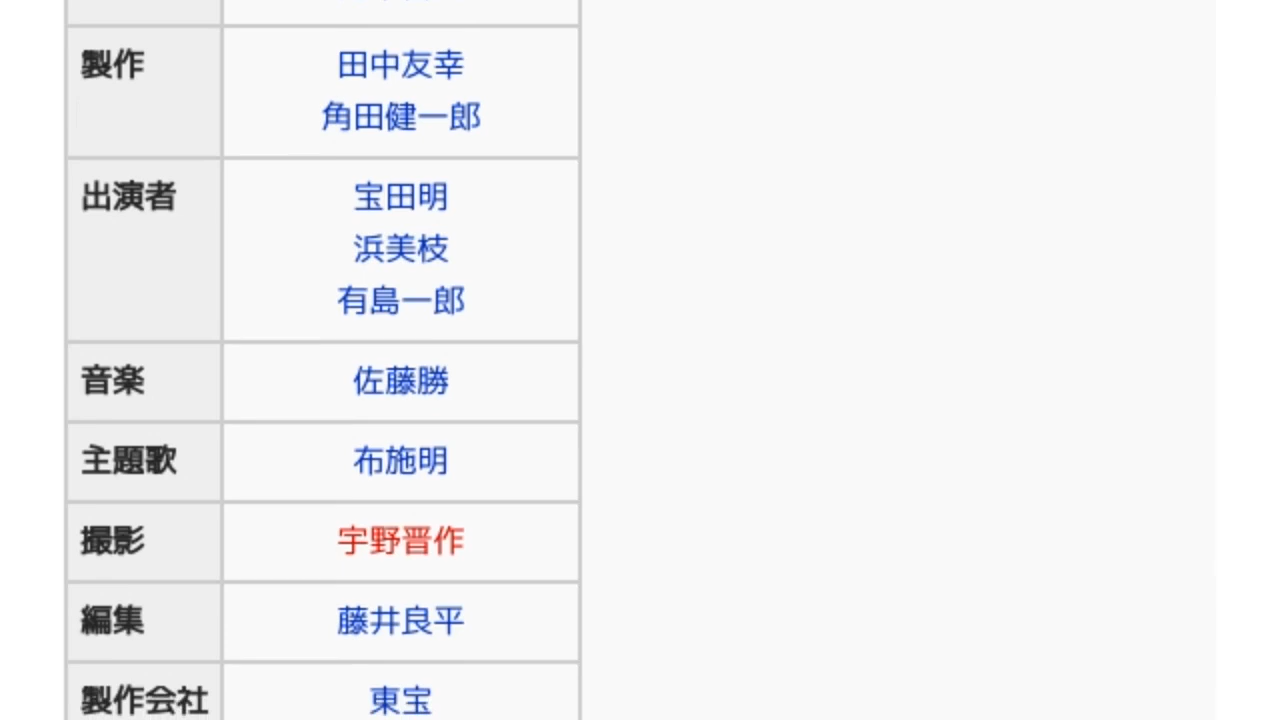 製作
田中友幸
角田健一郎
出演者
宝田明
浜美枝
有島一郎
音楽
佐藤勝
主題歌
布施明
撮影
宇野晋作
編集
藤井良平
製作会社
東宝